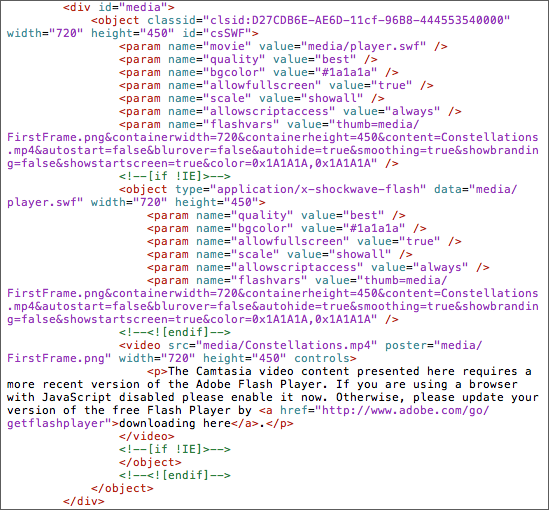 <div id="media">
<object classid="clsid:D27CDB6E-AE6D-11cf-96B8-444553540000"
width="720" height="450" id="csSWF">
<param name="movie" value="media/player.swf" />
<param name="quality" value="best" />
<param name="bgcolor" value="#1a1a1a" />
<param name="allowfullscreen" value="true" />
<param name="scale" value="showall" />
<param name="allowscriptaccess" value="always" />
<param name="flashvars" value="thumb=media/
FirstFrame.png&containerwidth=720&containerheight=450&content=Constellations
.mp4&autostart=false&blurover=false&autohide=true&smoothing=true&showbrandin
g=false&showstartscreen=true&color=0x1A1A1A,0x1A1A1A" />
<!--[if !IE]>-->
<object type="application/x-shockwave-flash" data="media/
player.swf" width="720" height="450">
<param name="quality" value="best" />
<param name="bgcolor" value="#1a1a1a" />
<param name="allowfullscreen" value="true" />
<param name="scale" value="showall" />
<param name="allowscriptaccess" value="always" />
<param name="flashvars" value="thumb=media/
FirstFrame.png&containerwidth=720&containerheight=450&content=Constellations
.mp4&autostart=false&blurover=false&autohide=true&smoothing=true&showbrandin
g=false&showstartscreen=true&color=0x1A1A1A,0x1A1A1A" />
<!--<![endif]-->
<video src="media/Constellations.mp4" poster="media/
FirstFrame.png" width="720" height="450" controls>
<p>The Camtasia video content presented here requires a
more recent version of the Adobe Flash Player. If you are using a browser
with JavaScript disabled please enable it now. Otherwise, please update your
version of the free Flash Player by <a href="http://www.adobe.com/go/
getflashplayer">downloading here</a>.</p>
</video>
<!--[if !IE]>-->
</object>
<!--<![endif]-->
</object>
</div>